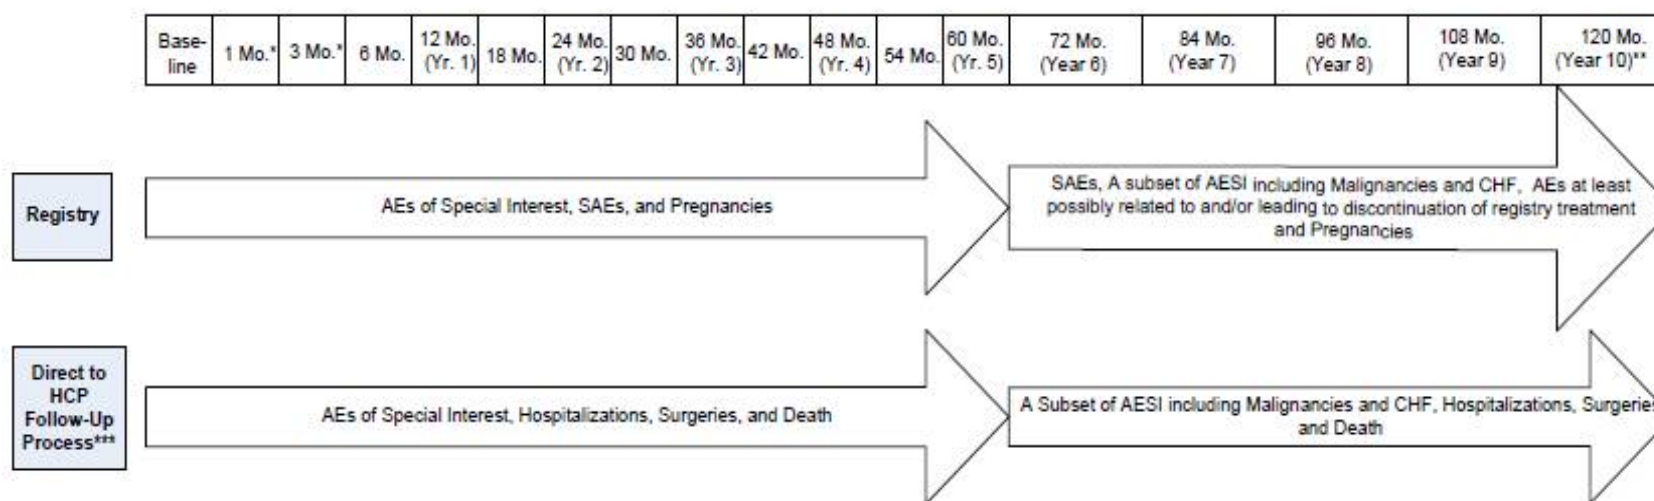 Base-
line
1 Mo.*
3 Mo.*
6 Mo.
12 Mo.
(Yr. 1)
18 Mo.
24 Mo.
(Yr. 2)
30 Mo.
36 Mo.
(Yr. 3)
42 Mo.
48 Mo.
(Yr. 4)
54 Mo.
60 Mo.
(Yr. 5)
72 Mo.
(Year 6)
84 Mo.
(Year 7)
96 Mo.
(Year 8)
108 Mo.
(Year 9)
120 Mo.
(Year 10)**
Registry
AEs of Special Interest, SAEs, and Pregnancies
SAEs, A subset of AESI including Malignancies and CHF, AEs at least
possibly related to and/or leading to discontinuation of registry treatment
and Pregnancies
Direct to
HCP
Follow-Up
Process***
AEs of Special Interest, Hospitalizations, Surgeries, and Death
A Subset of AESI including Malignancies and CHF, Hospitalizations, Surgeries
and Death